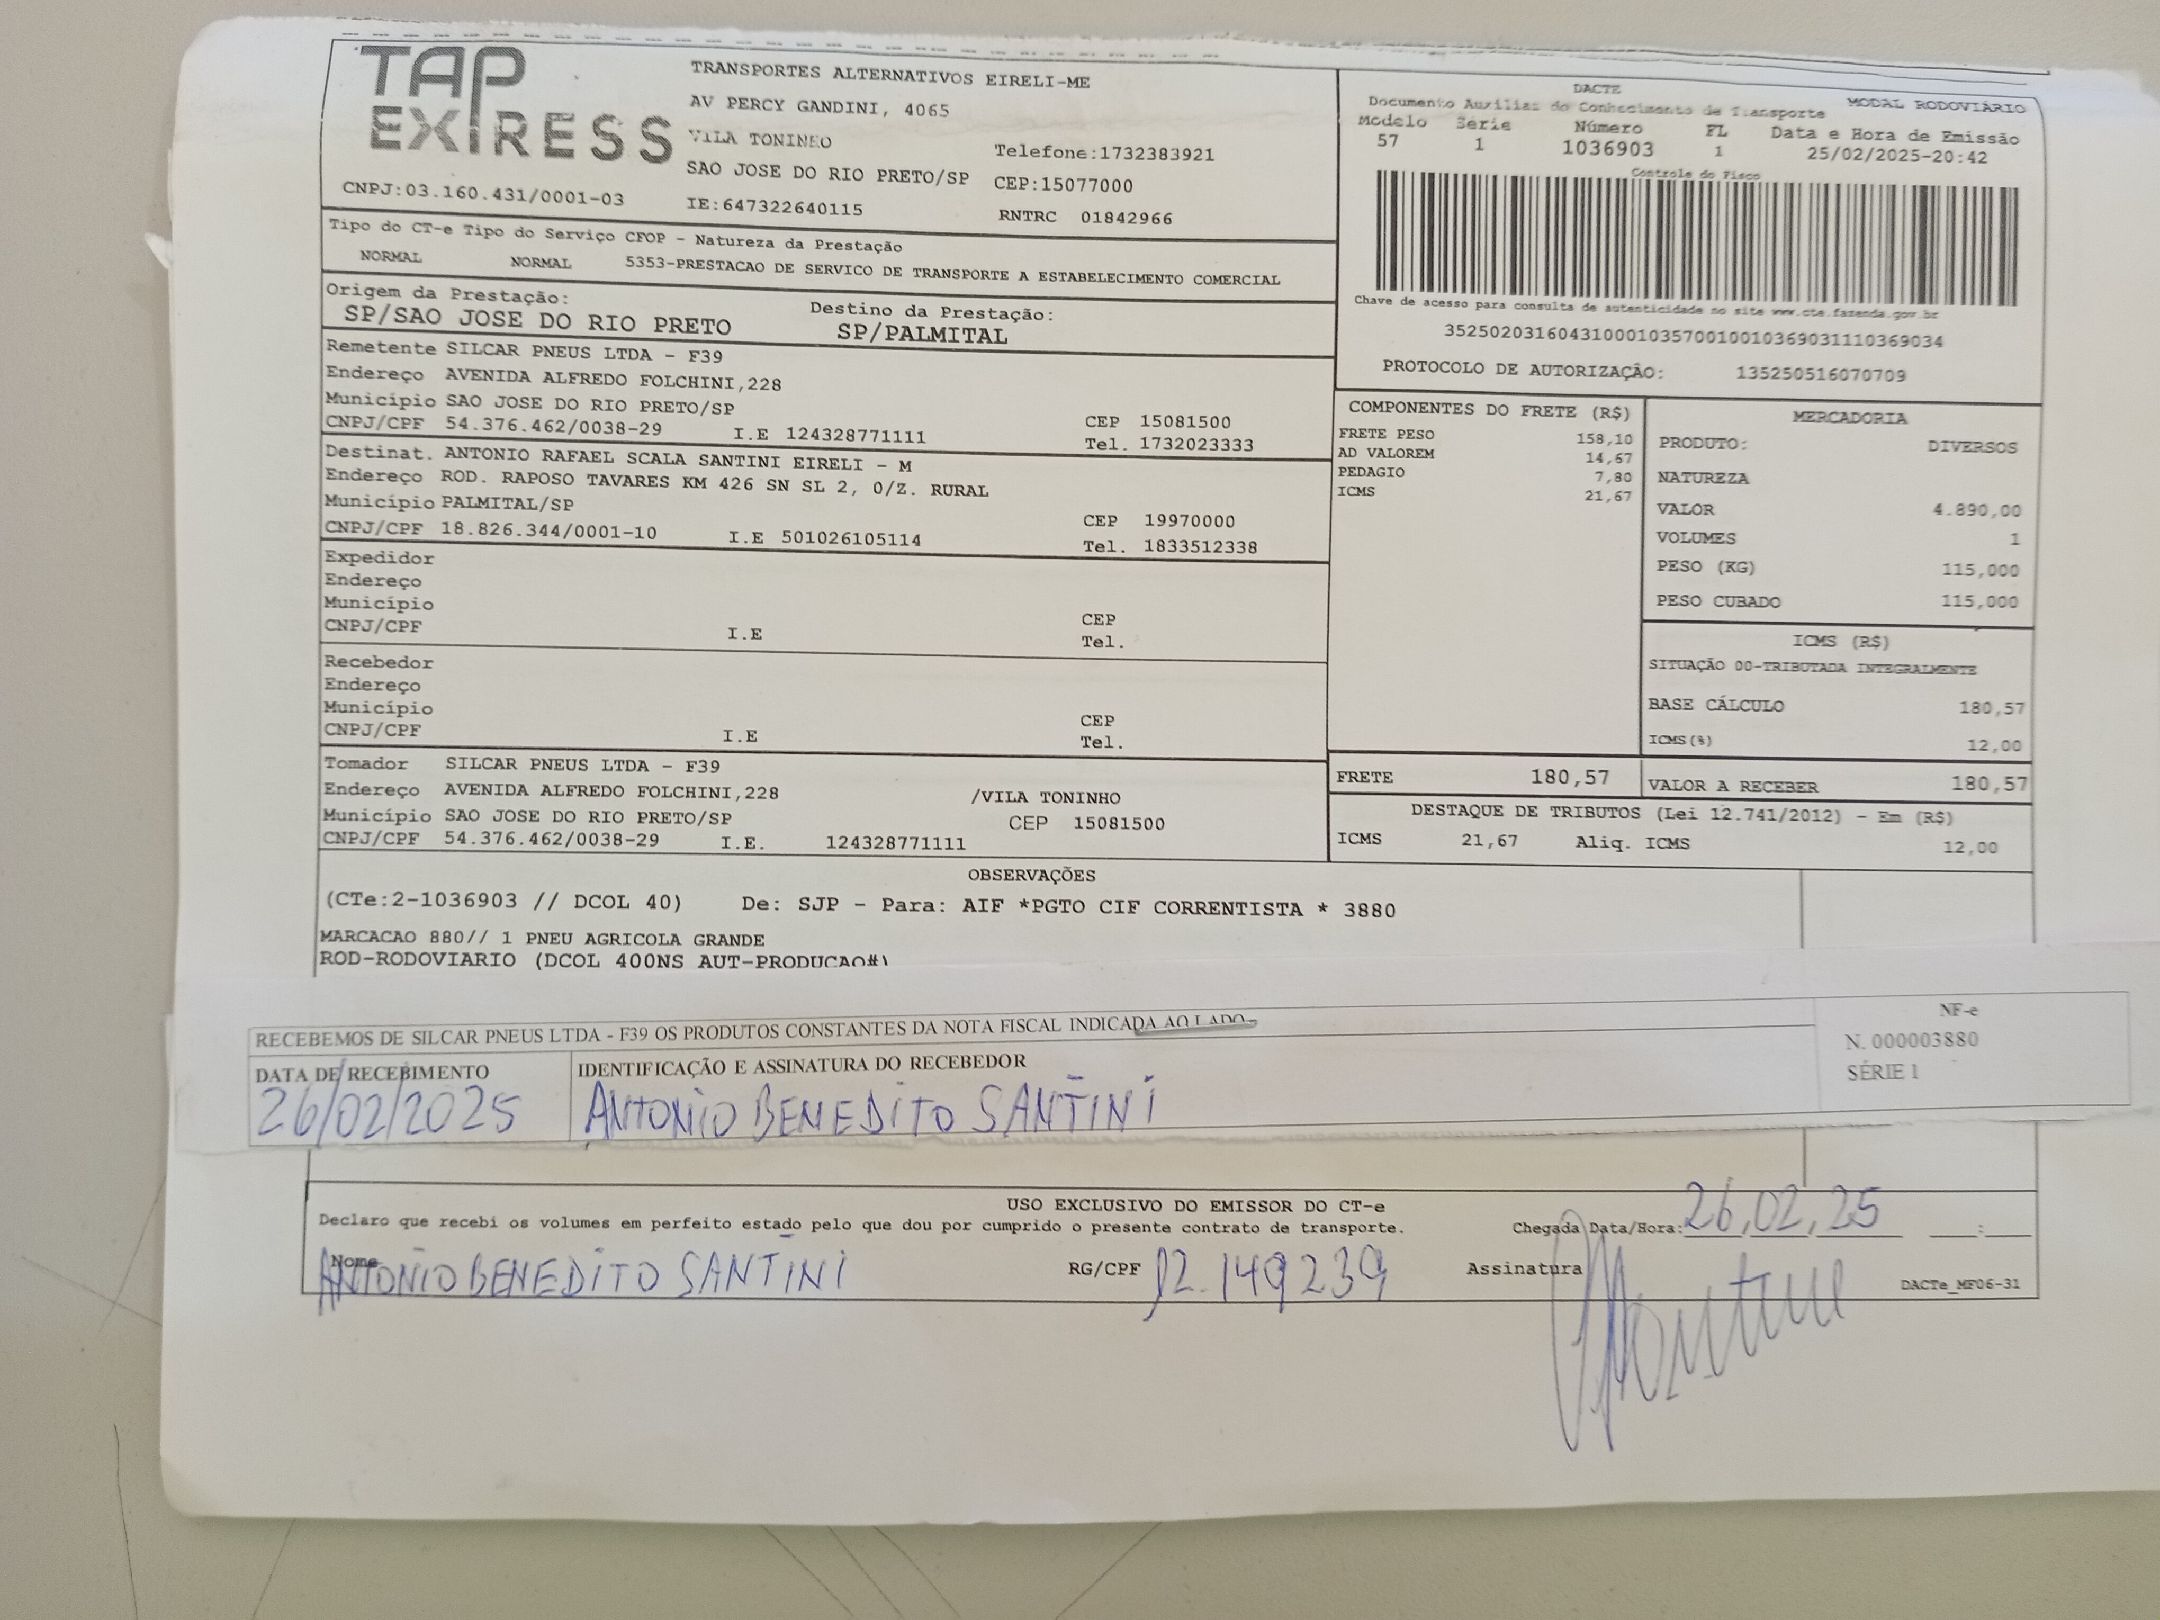 TAP
EXPRESS
TRANSPORTES ALTERNATIVOS EIRELI-ME
AV PERCY GANDINI, 4065
VILA TONINHO
Telefone:1732383921
SAO JOSE DO RIO PRETO/SP CEP:15077000
CNPJ:03.160.431/0001-03 IE:647322640115 RNTRC 01842966
DACTE
Documento Auxiliar do Conhecimento de Transporte MODAL RODOVIÁRIO
Modelo Série Número FL Data e Hora de Emissão
57 1 1036903 1 25/02/2025-20:42
Controle do Fisco
Chave de acesso para consulta de autenticidade no site www.cte.fazenda.gov.br
35250203160431000103570010010369031110369034
PROTOCOLO DE AUTORIZAÇÃO: 135250516070709
Tipo do CT-e Tipo do Serviço CFOP - Natureza da Prestação
NORMAL NORMAL 5353-PRESTACAO DE SERVICO DE TRANSPORTE A ESTABELECIMENTO COMERCIAL
Origem da Prestação: Destino da Prestação:
SP/SAO JOSE DO RIO PRETO SP/PALMITAL
Remetente SILCAR PNEUS LTDA - F39
Endereço AVENIDA ALFREDO FOLCHINI,228
Município SAO JOSE DO RIO PRETO/SP CEP 15081500
CNPJ/CPF 54.376.462/0038-29 I.E 124328771111 Tel. 1732023333
Destinat. ANTONIO RAFAEL SCALA SANTINI EIRELI - M
Endereço ROD. RAPOSO TAVARES KM 426 SN SL 2, 0/Z. RURAL
Município PALMITAL/SP CEP 19970000
CNPJ/CPF 18.826.344/0001-10 I.E 501026105114 Tel. 1833512338
Expedidor
Endereço
Município CEP
CNPJ/CPF I.E Tel.
Recebedor
Endereço
Município CEP
CNPJ/CPF I.E Tel.
Tomador SILCAR PNEUS LTDA - F39
Endereço AVENIDA ALFREDO FOLCHINI,228 /VILA TONINHO
Município SAO JOSE DO RIO PRETO/SP CEP 15081500
CNPJ/CPF 54.376.462/0038-29 I.E. 124328771111
COMPONENTES DO FRETE (R$)
FRETE PESO 158,10
AD VALOREM 14,67
PEDAGIO 7,80
ICMS 21,67
MERCADORIA
PRODUTO: DIVERSOS
NATUREZA
VALOR 4.890,00
VOLUMES 1
PESO (KG) 115,000
PESO CUBADO 115,000
ICMS (R$)
SITUAÇÃO 00-TRIBUTADA INTEGRALMENTE
BASE CÁLCULO 180,57
ICMS(%) 12,00
FRETE 180,57 VALOR A RECEBER 180,57
DESTAQUE DE TRIBUTOS (Lei 12.741/2012) - Em (R$)
ICMS 21,67 Aliq. ICMS 12,00
OBSERVAÇÕES
(CTe:2-1036903 // DCOL 40) De: SJP - Para: AIF *PGTO CIF CORRENTISTA * 3880
MARCACAO 880// 1 PNEU AGRICOLA GRANDE
ROD-RODOVIARIO (DCOL 400NS AUT-PRODUCAO#)
RECEBEMOS DE SILCAR PNEUS LTDA - F39 OS PRODUTOS CONSTANTES DA NOTA FISCAL INDICADA AO LADO
NF-e
N. 000003880
SÉRIE 1
DATA DE RECEBIMENTO IDENTIFICAÇÃO E ASSINATURA DO RECEBEDOR
26/02/2025 ANTONIO BENEDITO SANTINI
USO EXCLUSIVO DO EMISSOR DO CT-e
Declaro que recebi os volumes em perfeito estado pelo que dou por cumprido o presente contrato de transporte. Chegada Data/Hora: 26,02,25 :
Nome ANTONIO BENEDITO SANTINI RG/CPF 12.149239 Assinatura
DACTe_MF06-31